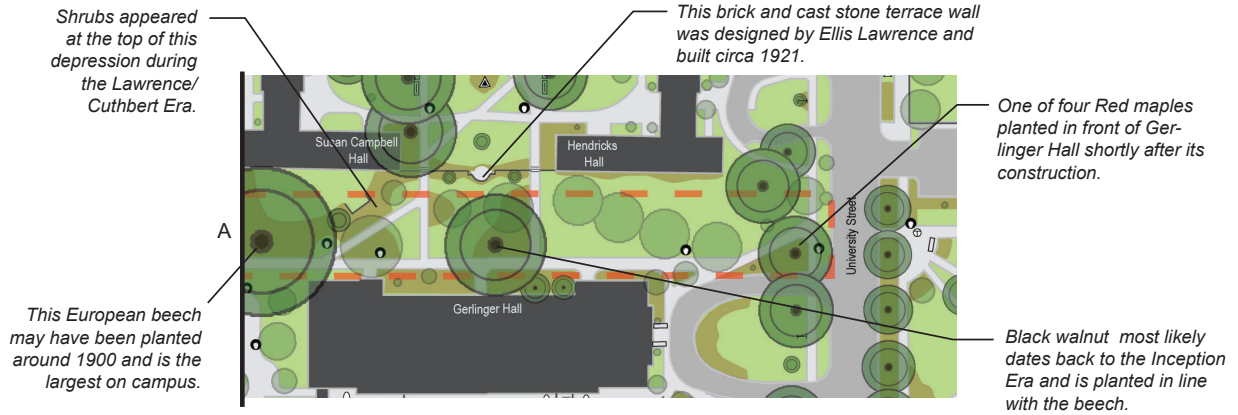 Shrubs appeared
at the top of this
depression during
the Lawrence/
Cuthbert Era.
This brick and cast stone terrace wall
was designed by Ellis Lawrence and
built circa 1921.
One of four Red maples
planted in front of Ger-
linger Hall shortly after its
construction.
Susan Campbell
Hall
Hendricks
Hall
A
University Street
Gerlinger Hall
This European beech
may have been planted
around 1900 and is the
largest on campus.
Black walnut  most likely
dates back to the Inception
Era and is planted in line
with the beech.